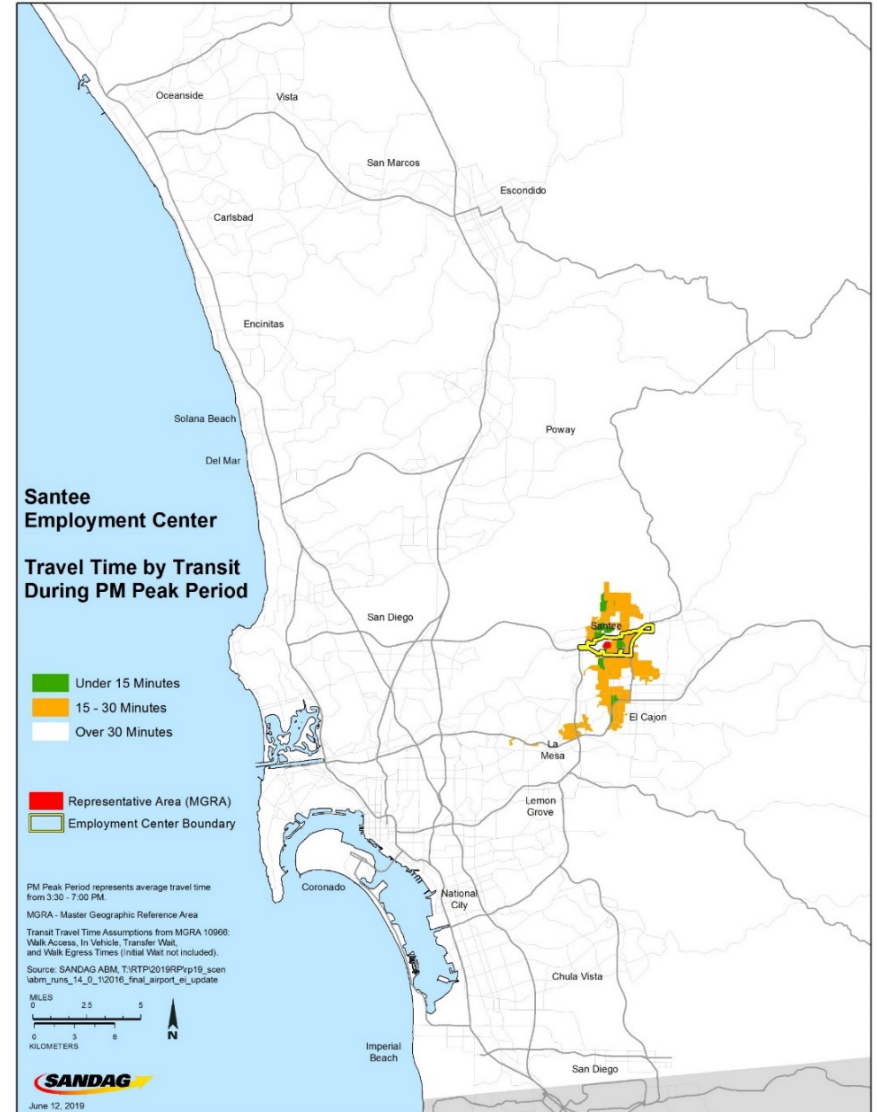 Oceanside
Vista
San Marcos
Escondido
Carlsbad
Encinitas
Solana Beach
Poway
Del Mar
Santee
Employment Center
Travel Time by Transit
During PM Peak Period
San Diego
Santee
Under 15 Minutes
15 - 30 Minutes
Over 30 Minutes
El Cajon
La
Mesa
Representative Area (MGRA)
Employment Center Boundary
Lemon
Grove
PM Peak Period represents average travel time
from 3:30 - 7:00 PM.
Coronado
National
City
MGRA - Master Geographic Reference Area
Transit Travel Time Assumptions from MGRA 10966:
Walk Access, In Vehicle, Transfer Wait,
and Walk Egress Times (Initial Wait not included).
Source: SANDAG ABM, T:\RTP\2019RP\rp19_scen
\abm_runs_14_0_1\2016_final_airport_ei_update
Chula Vista
MILES
0 2.5 5
0 3 6
KILOMETERS
N
Imperial
Beach
San Diego
SANDAG
June 12, 2019